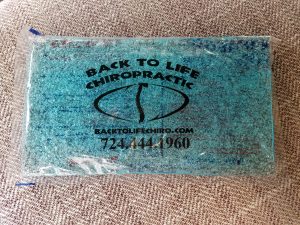 BACK TO LIFE
CHIROPRACTIC
BACKTOLIFECHIRO.COM
724.444.1960